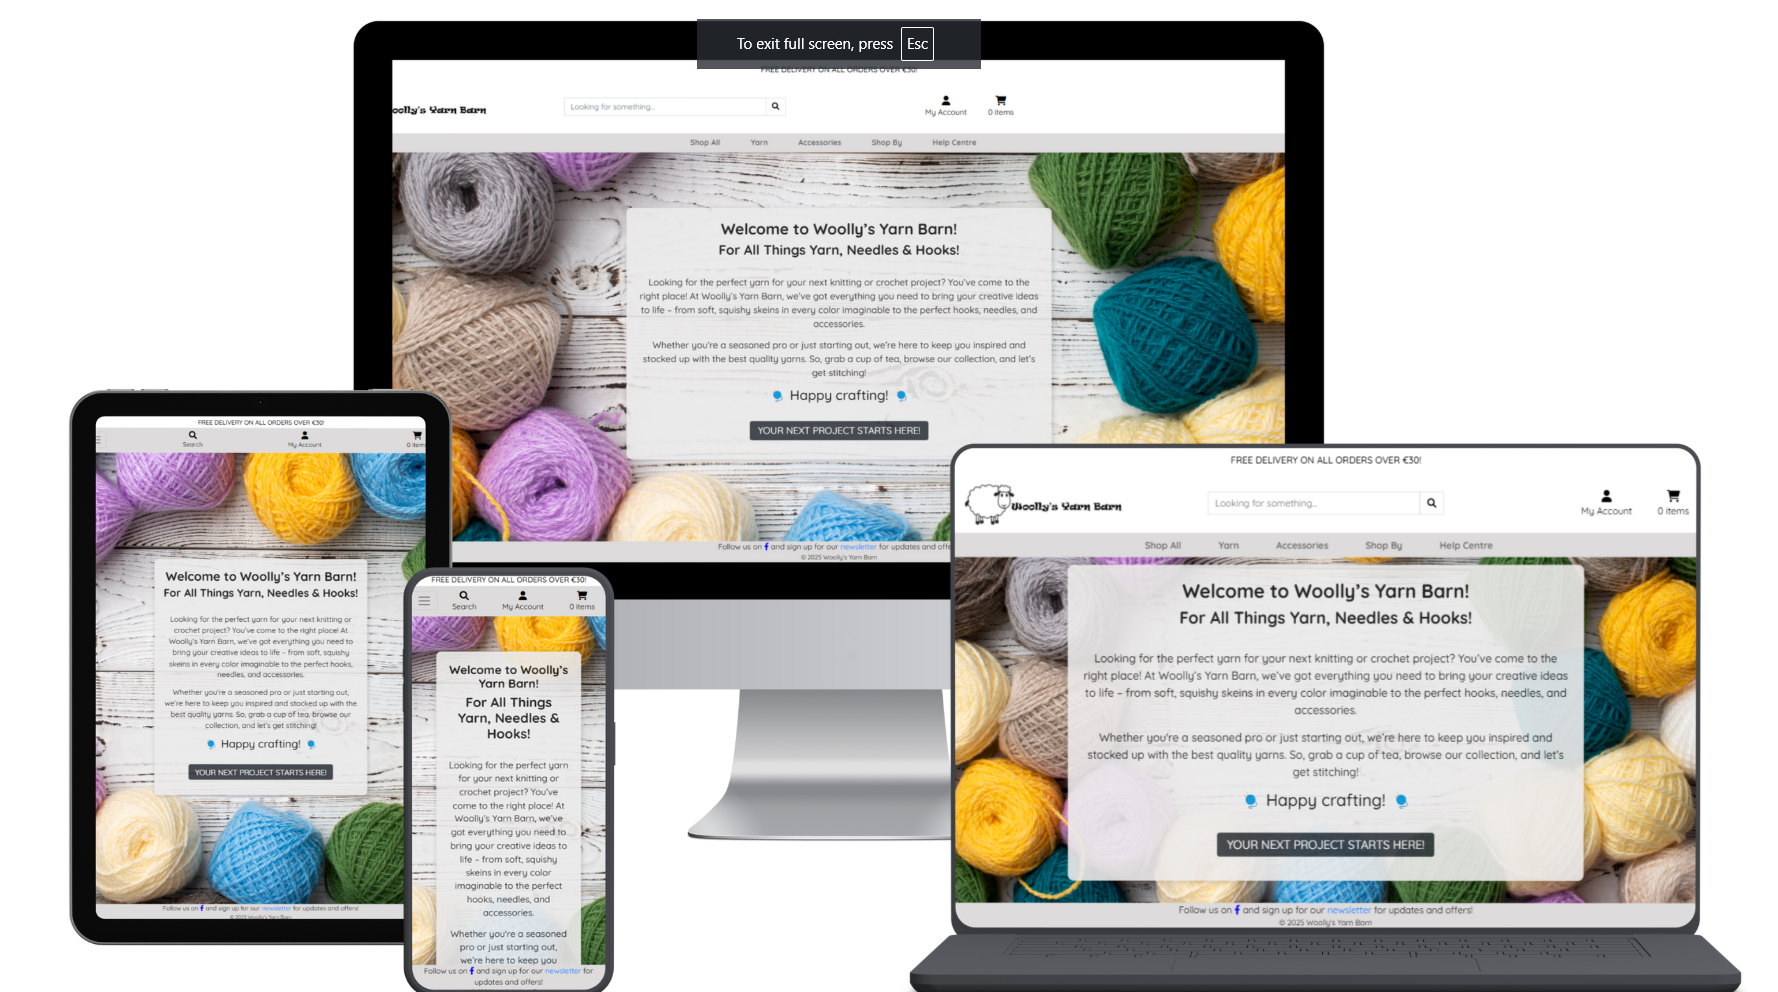 To exit full screen, press Esc
FREE DELIVERY ON ALL ORDERS OVER €30!
oolly's Yarn Barn
Looking for something...
My Account
0 items
Shop All Yarn Accessories Shop By Help Centre
Welcome to Woolly's Yarn Barn!
For All Things Yarn, Needles & Hooks!
Looking for the perfect yarn for your next knitting or crochet project? You've come to the
right place! At Woolly's Yarn Barn, we've got everything you need to bring your creative ideas
to life – from soft, squishy skeins in every color imaginable to the perfect hooks, needles, and
accessories.
Whether you're a seasoned pro or just starting out, we're here to keep you inspired and
stocked up with the best quality yarns. So, grab a cup of tea, browse our collection, and let's
get stitching!
Happy crafting!
YOUR NEXT PROJECT STARTS HERE!
Follow us on f and sign up for our newsletter for updates and offe
© 2025 Woolly's Yarn Barn
FREE DELIVERY ON ALL ORDERS OVER €30!
Search
My Account
0 item
Welcome to Woolly's Yarn Barn!
For All Things Yarn, Needles & Hooks!
Looking for the perfect yarn for your next knitting or
crochet project? You've come to the right place! At
Woolly's Yarn Barn, we've got everything you need to
bring your creative ideas to life – from soft, squishy
skeins in every color imaginable to the perfect hooks,
needles, and accessories.
Whether you're a seasoned pro or just starting out,
we're here to keep you inspired and stocked up with the
best quality yarns. So, grab a cup of tea, browse our
collection, and let's get stitching!
Happy crafting!
YOUR NEXT PROJECT STARTS HERE!
Follow us on f and sign up for our newsletter for updates and offers!
© 2025 Woolly's Yarn Barn
FREE DELIVERY ON ALL ORDERS OVER €30!
Search
My Account
0 items
Welcome to Woolly's
Yarn Barn!
For All Things
Yarn, Needles &
Hooks!
Looking for the perfect yarn
for your next knitting or
crochet project? You've
come to the right place! At
Woolly's Yarn Barn, we've
got everything you need to
bring your creative ideas to
life – from soft, squishy
skeins in every color
imaginable to the perfect
hooks, needles, and
accessories.
Whether you're a seasoned
pro or just starting out,
we're here to keep you
Follow us on f and sign up for our newsletter for
updates and offers!
FREE DELIVERY ON ALL ORDERS OVER €30!
Woolly's Yarn Barn
Looking for something...
My Account
0 items
Shop All Yarn Accessories Shop By Help Centre
Welcome to Woolly's Yarn Barn!
For All Things Yarn, Needles & Hooks!
Looking for the perfect yarn for your next knitting or crochet project? You've come to the
right place! At Woolly's Yarn Barn, we've got everything you need to bring your creative ideas
to life – from soft, squishy skeins in every color imaginable to the perfect hooks, needles, and
accessories.
Whether you're a seasoned pro or just starting out, we're here to keep you inspired and
stocked up with the best quality yarns. So, grab a cup of tea, browse our collection, and let's
get stitching!
Happy crafting!
YOUR NEXT PROJECT STARTS HERE!
Follow us on f and sign up for our newsletter for updates and offers!
© 2025 Woolly's Yarn Barn